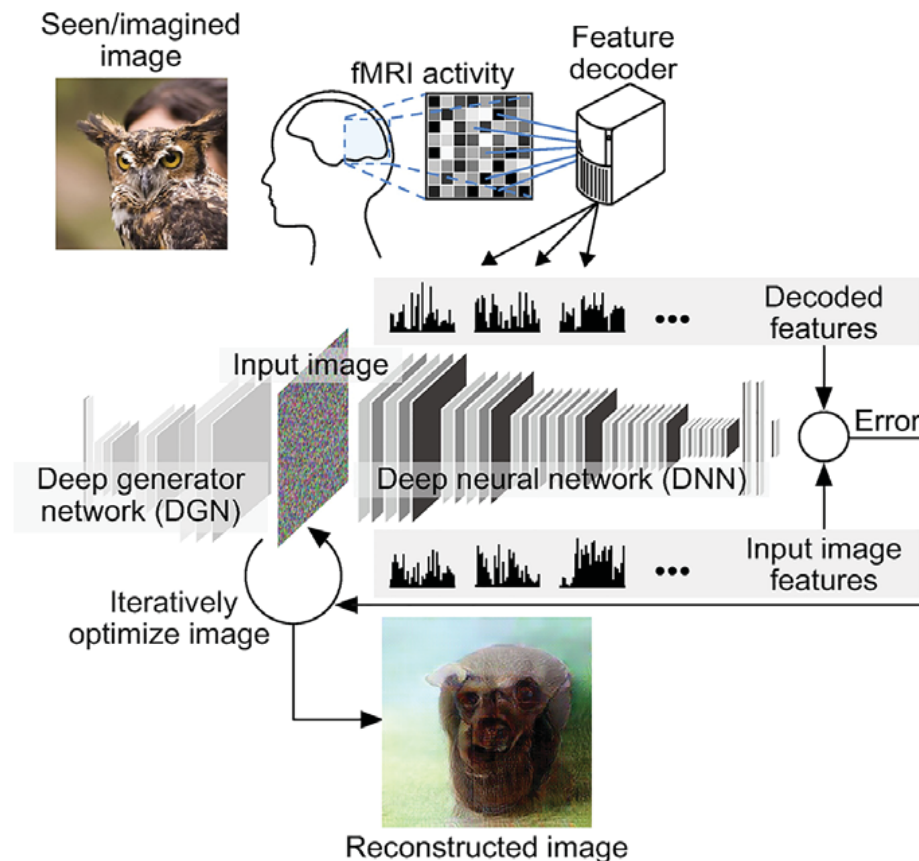 Seen/imagined
image
fMRI activity
Feature
decoder
Decoded
features
Input image
Deep generator
network (DGN)
Deep neural network (DNN)
Error
Input image
features
Iteratively
optimize image
Reconstructed image